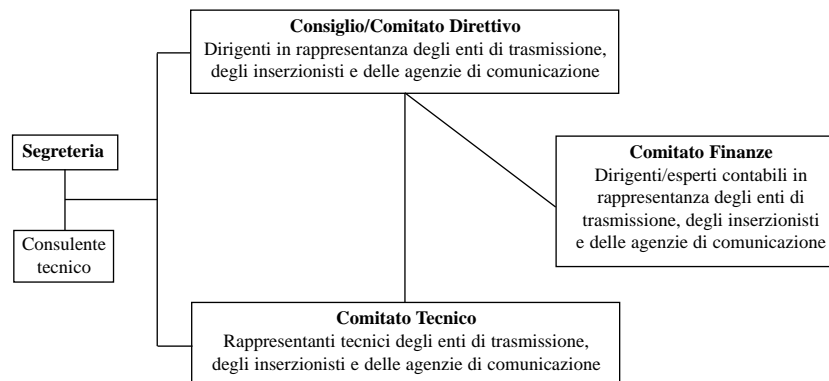 Consiglio/Comitato Direttivo
Dirigenti in rappresentanza degli enti di trasmissione,
degli inserzionisti e delle agenzie di comunicazione
Segreteria
Consulente
tecnico
Comitato Finanze
Dirigenti/esperti contabili in
rappresentanza degli enti di
trasmissione, degli inserzionisti
e delle agenzie di comunicazione
Comitato Tecnico
Rappresentanti tecnici degli enti di trasmissione,
degli inserzionisti e delle agenzie di comunicazione